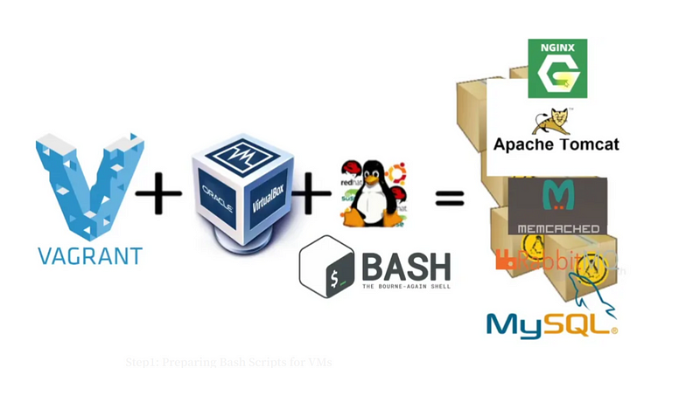 NGINX
Apache Tomcat
ORACLE
VirtualBox
redhat
MEMCACHED
VAGRANT
$_
BASH
THE BOURNE-AGAIN SHELL
MySQL®
Step1: Preparing Bash Scripts for VMs